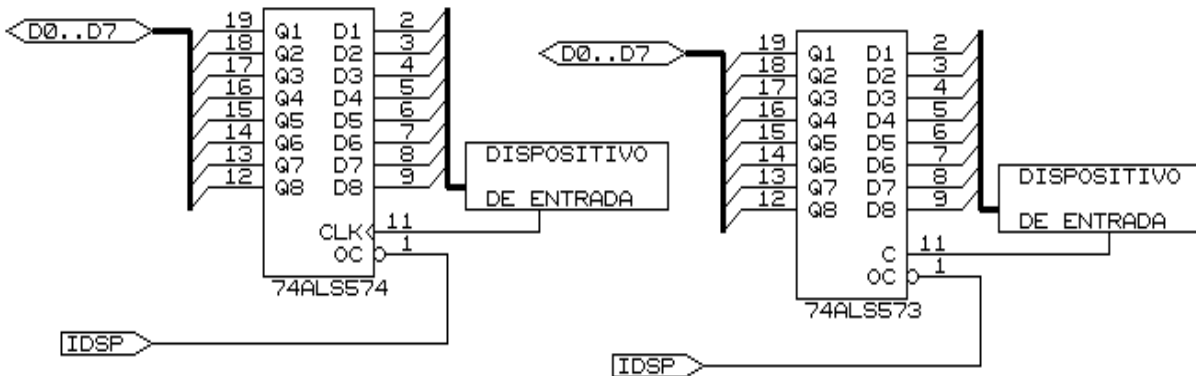 D0..D7
19 Q1 D1 2
18 Q2 D2 3
17 Q3 D3 4
16 Q4 D4 5
15 Q5 D5 6
14 Q6 D6 7
13 Q7 D7 8
12 Q8 D8 9
CLK 11
OC 1
74ALS574
DISPOSITIVO
DE ENTRADA
IDSP
D0..D7
19 Q1 D1 2
18 Q2 D2 3
17 Q3 D3 4
16 Q4 D4 5
15 Q5 D5 6
14 Q6 D6 7
13 Q7 D7 8
12 Q8 D8 9
C 11
OC 1
74ALS573
DISPOSITIVO
DE ENTRADA
IDSP